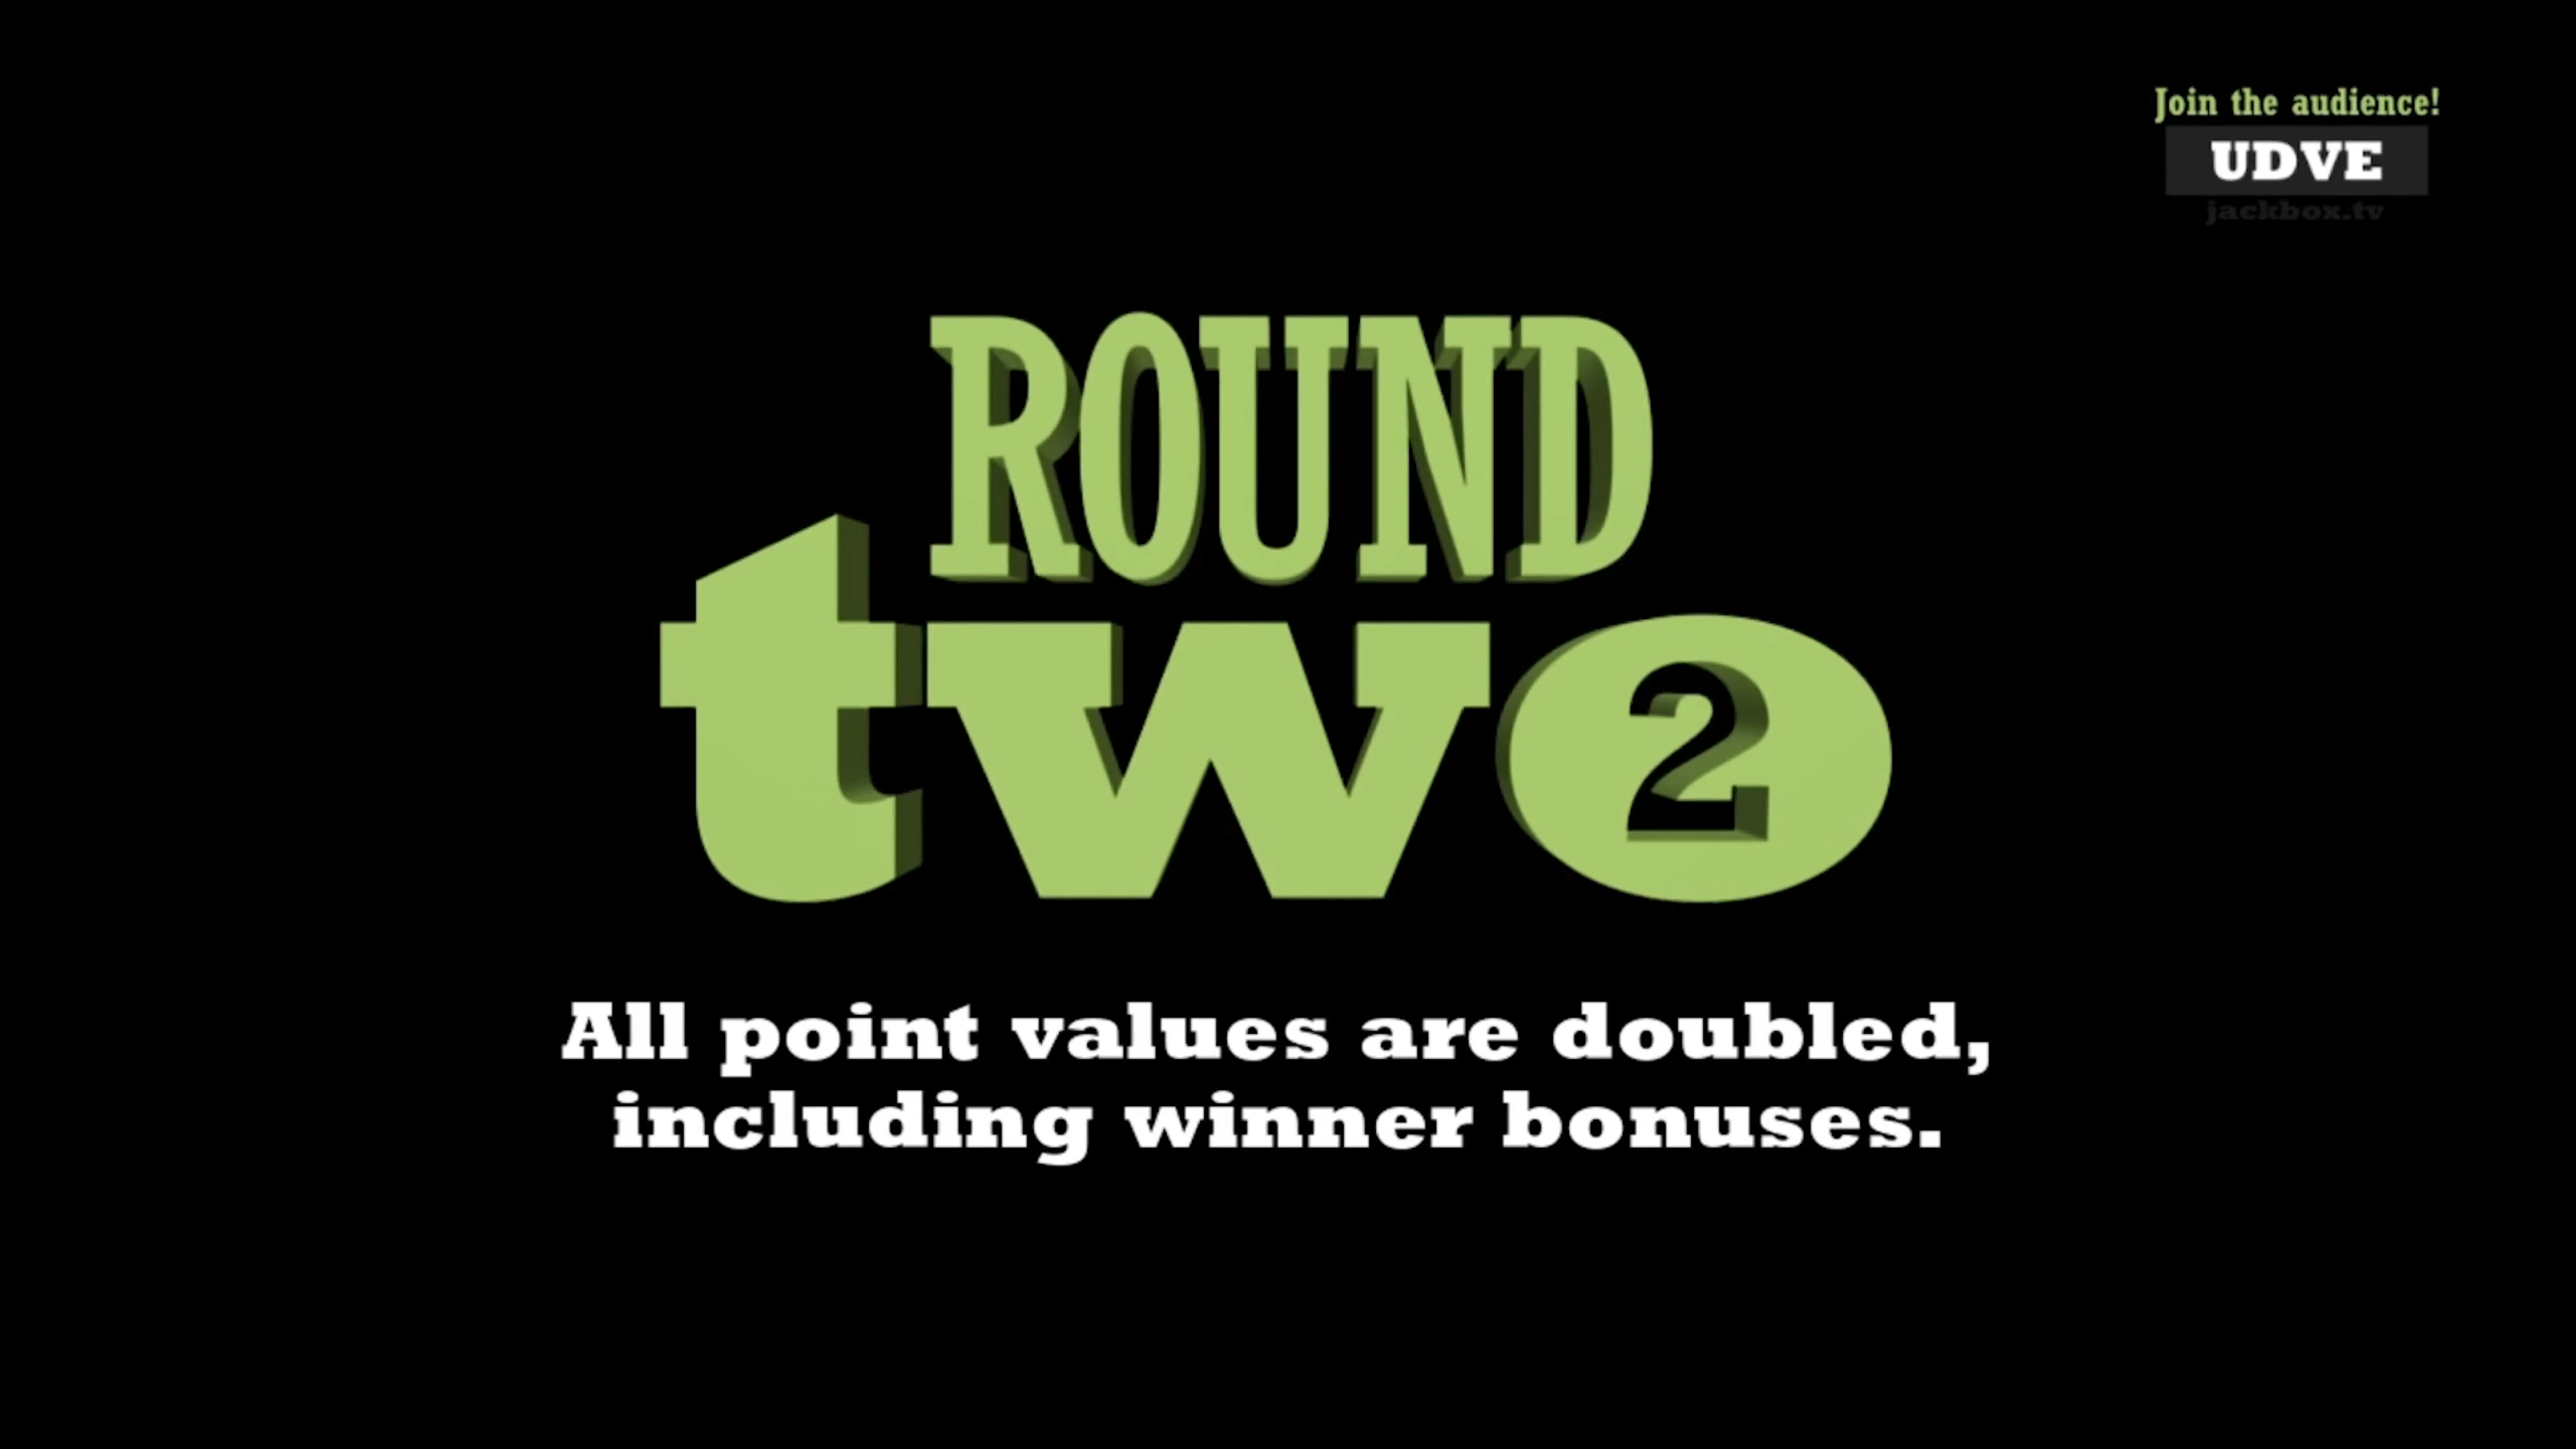 Join the audience!
UDVE
jackbox.tv
ROUND
two
2
All point values are doubled,
including winner bonuses.